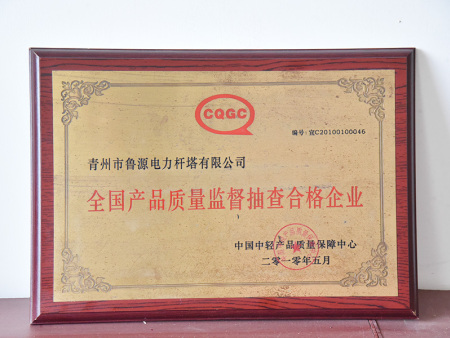 CQGC
编号:宣C20100100046
青州市鲁源电力杆塔有限公司
全国产品质量监督抽查合格企业
中国中轻产品质量保障中心
二零一零年五月